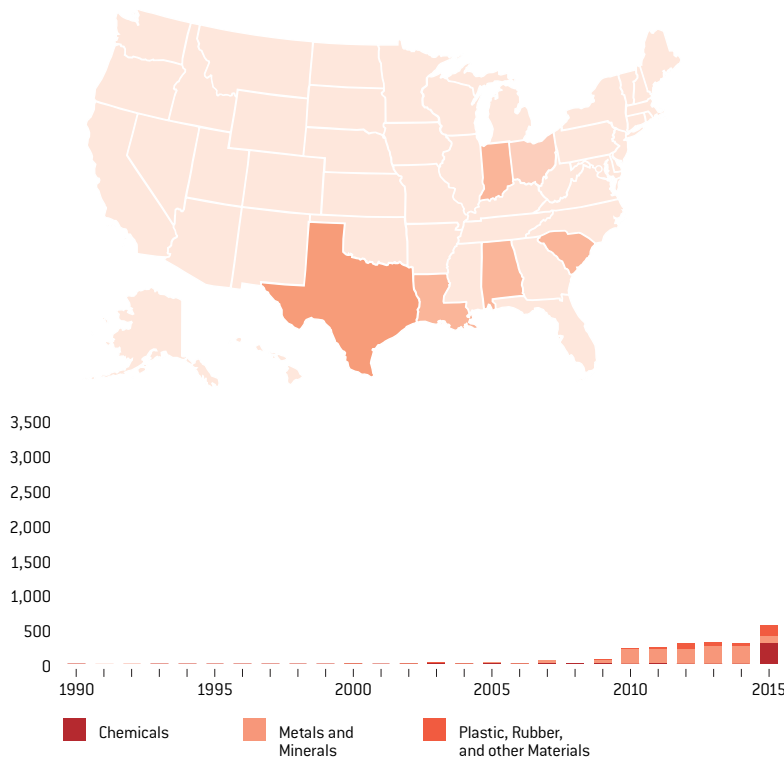 3,500
3,000
2,500
2,000
1,500
1,000
500
0
1990 1995 2000 2005 2010 2015
Chemicals
Metals and
Minerals
Plastic, Rubber,
and other Materials